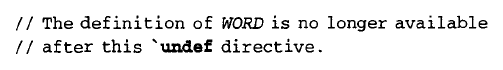 // The definition of WORD is no longer available
// after this `undef directive.